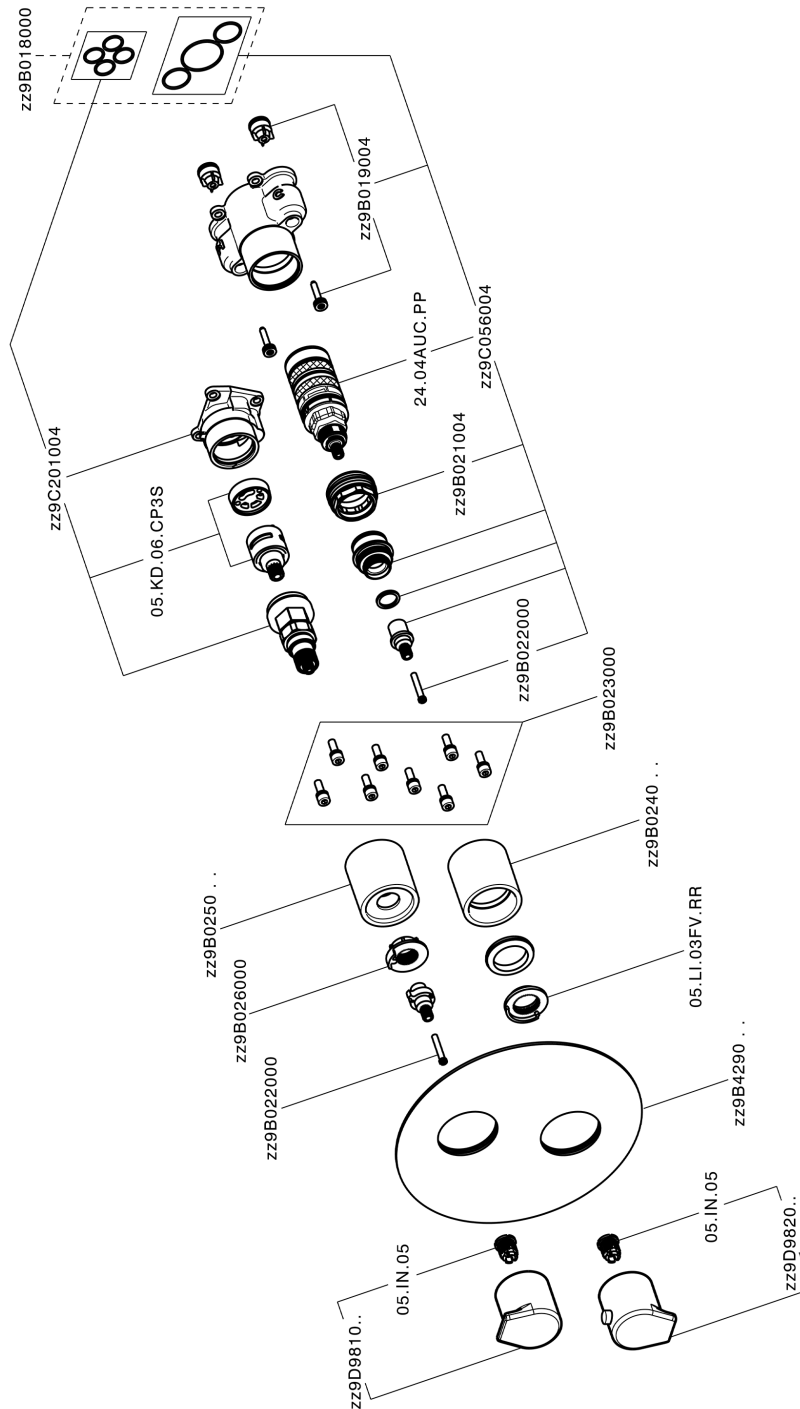 zz9B018000
zz9B019004
24.04AUC.PP
zz9C056004
zz9C201004
05.KD.06.CP3S
zz9B021004
zz9B022000
zz9B023000
zz9B0240 . .
zz9B0250 . .
05.LI.03FV.RR
zz9B026000
zz9B022000
zz9B4290 . .
05.IN.05
05.IN.05
zz9D9820..
zz9D9810..